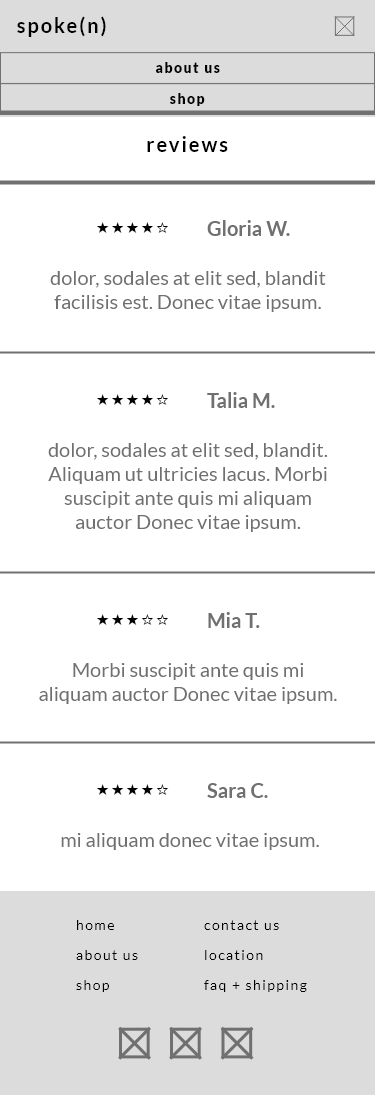 spoke(n)
about us
shop
reviews
★★★★☆ Gloria W.
dolor, sodales at elit sed, blandit
facilisis est. Donec vitae ipsum.
★★★★☆ Talia M.
dolor, sodales at elit sed, blandit.
Aliquam ut ultricies lacus. Morbi
suscipit ante quis mi aliquam
auctor Donec vitae ipsum.
★★★☆☆ Mia T.
Morbi suscipit ante quis mi
aliquam auctor Donec vitae ipsum.
★★★★☆ Sara C.
mi aliquam donec vitae ipsum.
home
about us
shop
contact us
location
faq + shipping